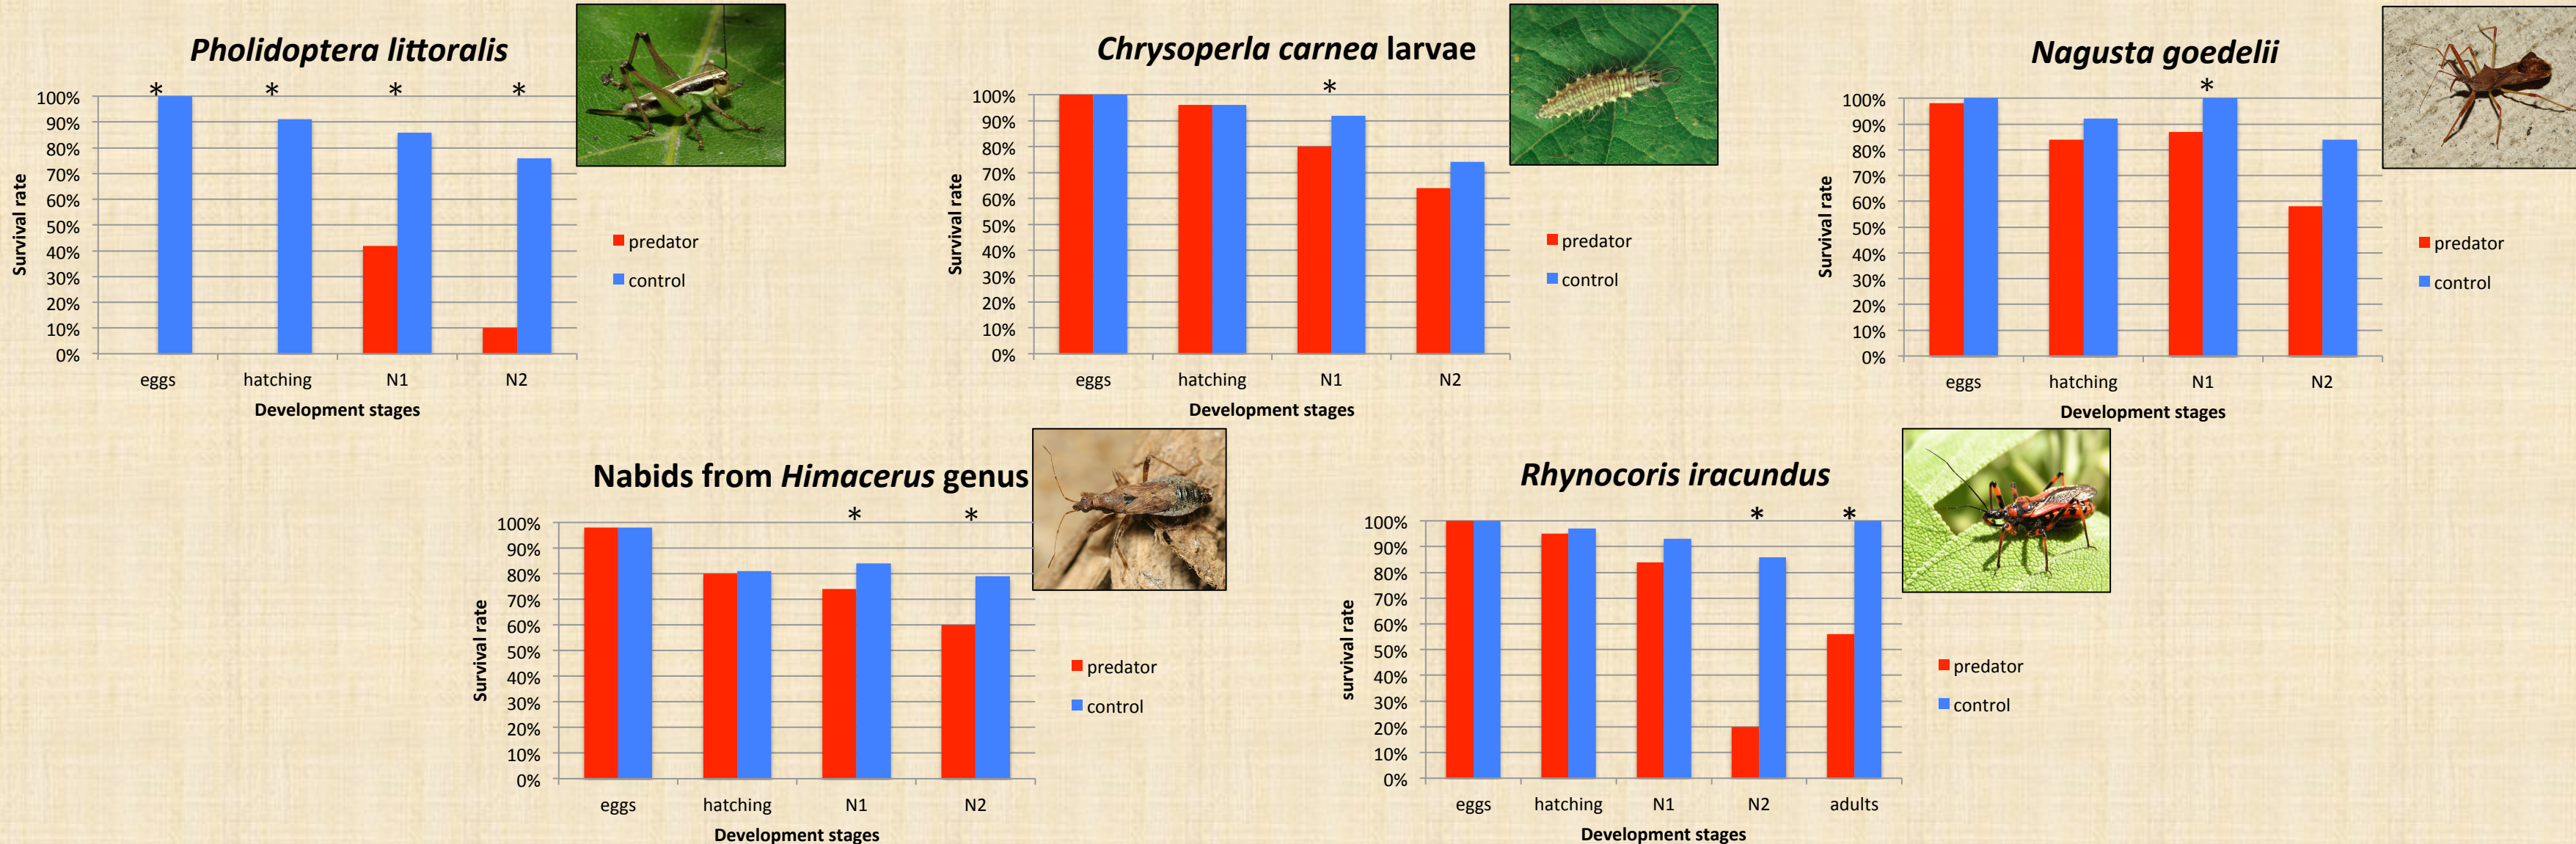 Pholidoptera littoralis
* * * *
100%
90%
80%
70%
60%
50%
40%
30%
20%
10%
0%
Survival rate
eggs hatching N1 N2
Development stages
predator
control
Chrysoperla carnea larvae
*
100%
90%
80%
70%
60%
50%
40%
30%
20%
10%
0%
Survival rate
eggs hatching N1 N2
Development stages
predator
control
Nagusta goedelii
*
100%
90%
80%
70%
60%
50%
40%
30%
20%
10%
0%
Survival rate
eggs hatching N1 N2
Development stages
predator
control
Nabids from Himacerus genus
* *
100%
90%
80%
70%
60%
50%
40%
30%
20%
10%
0%
Survival rate
eggs hatching N1 N2
Development stages
predator
control
Rhynocoris iracundus
* *
100%
90%
80%
70%
60%
50%
40%
30%
20%
10%
0%
survival rate
eggs hatching N1 N2 adults
Development stages
predator
control